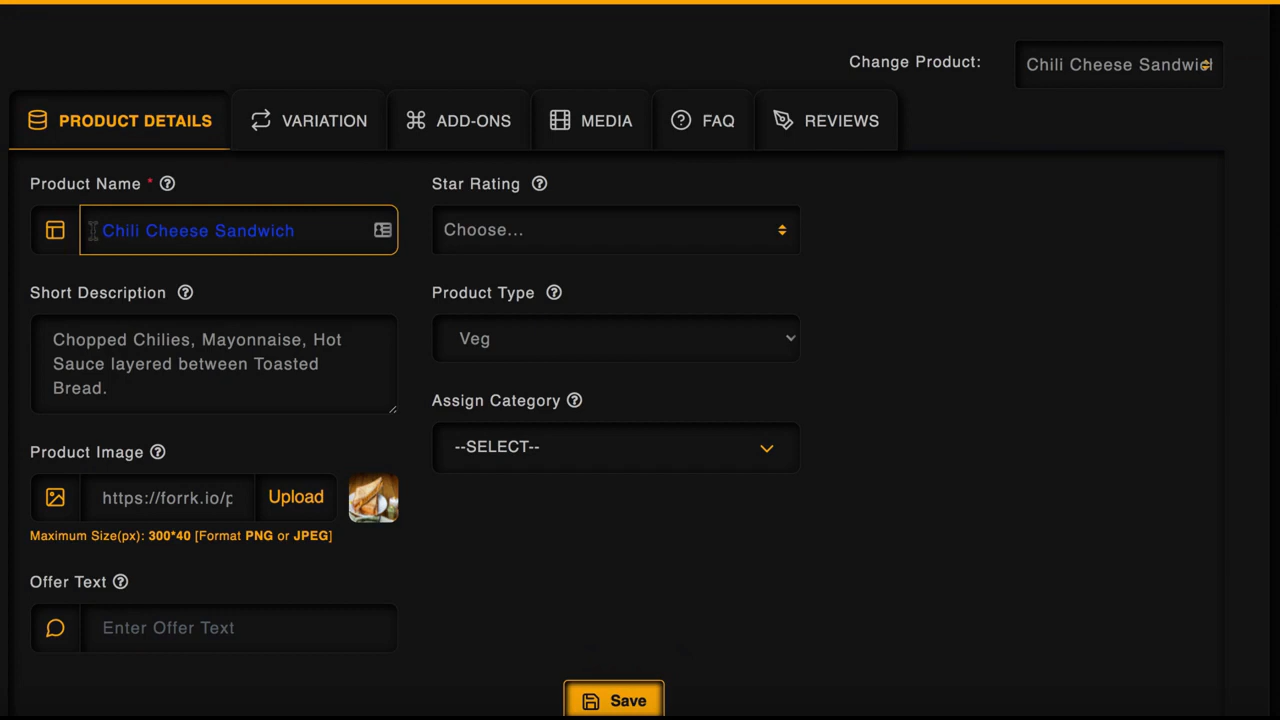 Change Product:
Chili Cheese Sandwich
PRODUCT DETAILS
VARIATION
ADD-ONS
MEDIA
FAQ
REVIEWS
Product Name *
Star Rating
Chili Cheese Sandwich
Choose...
Short Description
Product Type
Chopped Chilies, Mayonnaise, Hot
Sauce layered between Toasted
Bread.
Veg
Assign Category
--SELECT--
Product Image
https://forrk.io/p
Upload
Maximum Size(px): 300*40 [Format PNG or JPEG]
Offer Text
Enter Offer Text
Save